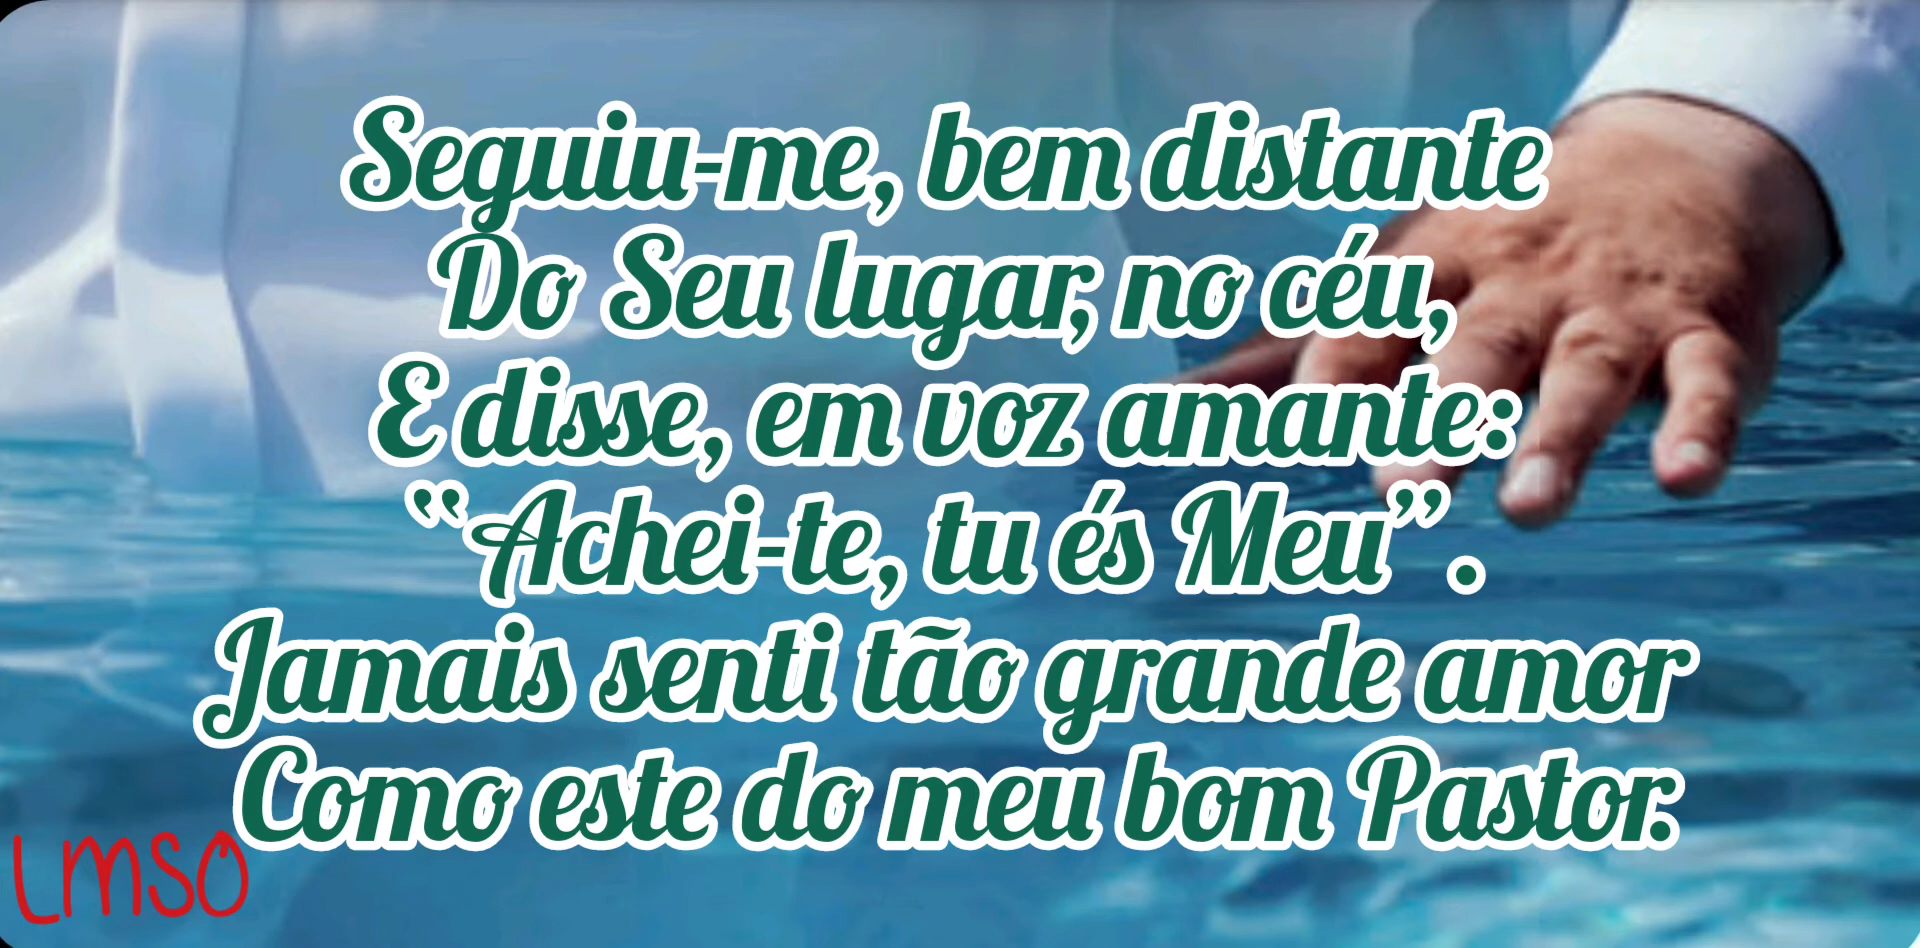 Seguiu-me, bem distante
Do Seu lugar, no céu,
E disse, em voz amante:
"Achei-te, tu és Meu”.
Jamais senti tão grande amor
Como este do meu bom Pastor.
LMSO